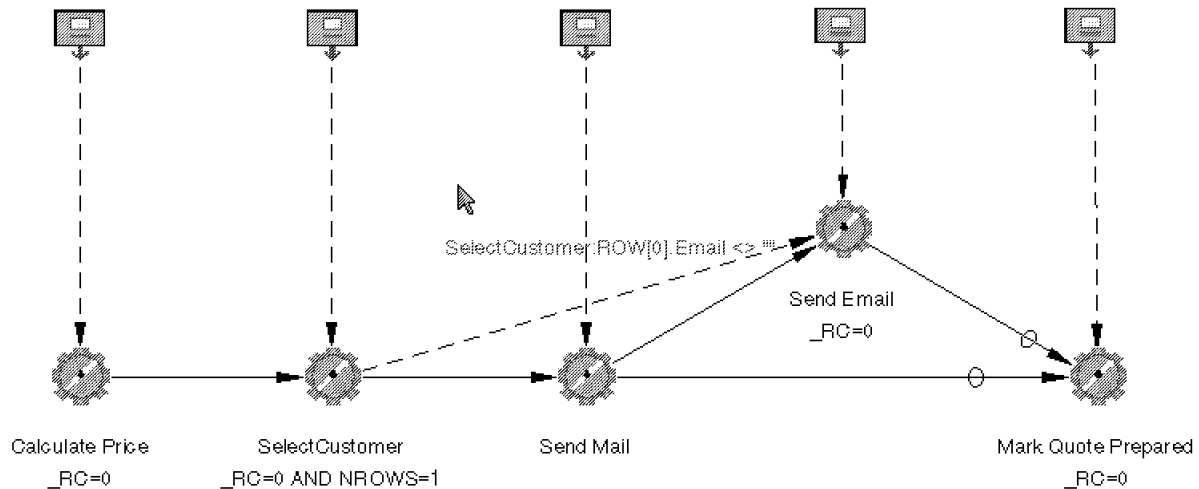 SelectCustomer:ROW[0].Email <> ""
Send Email
_RC=0
Calculate Price
_RC=0
SelectCustomer
_RC=0 AND NROWS=1
Send Mail
Mark Quote Prepared
_RC=0